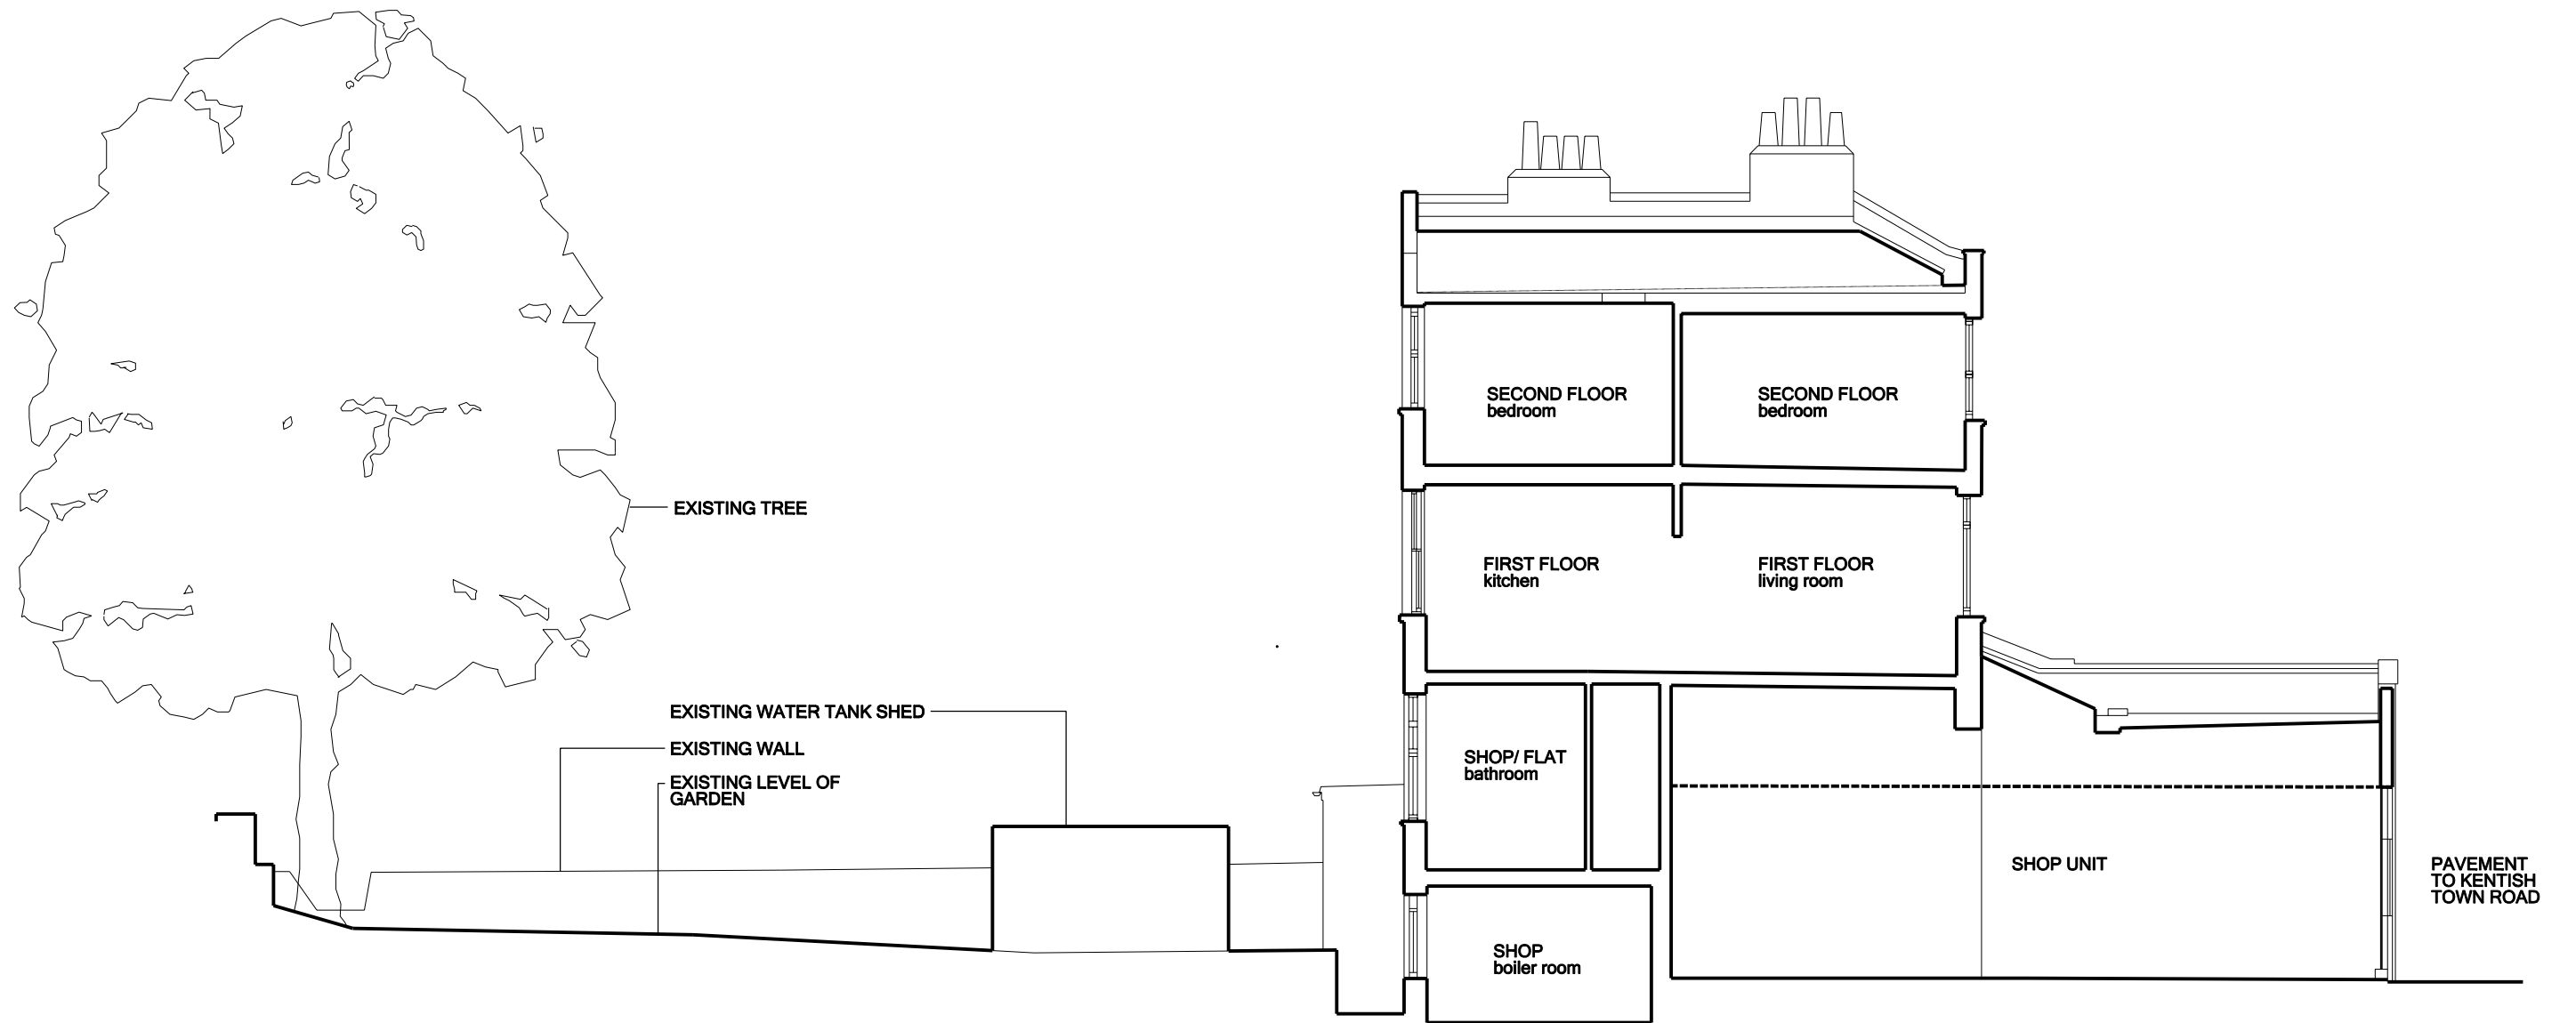 SECOND FLOOR
bedroom
SECOND FLOOR
bedroom
EXISTING TREE
FIRST FLOOR
kitchen
FIRST FLOOR
living room
EXISTING WATER TANK SHED
EXISTING WALL
EXISTING LEVEL OF
GARDEN
SHOP/ FLAT
bathroom
SHOP UNIT
PAVEMENT
TO KENTISH
TOWN ROAD
SHOP
boiler room